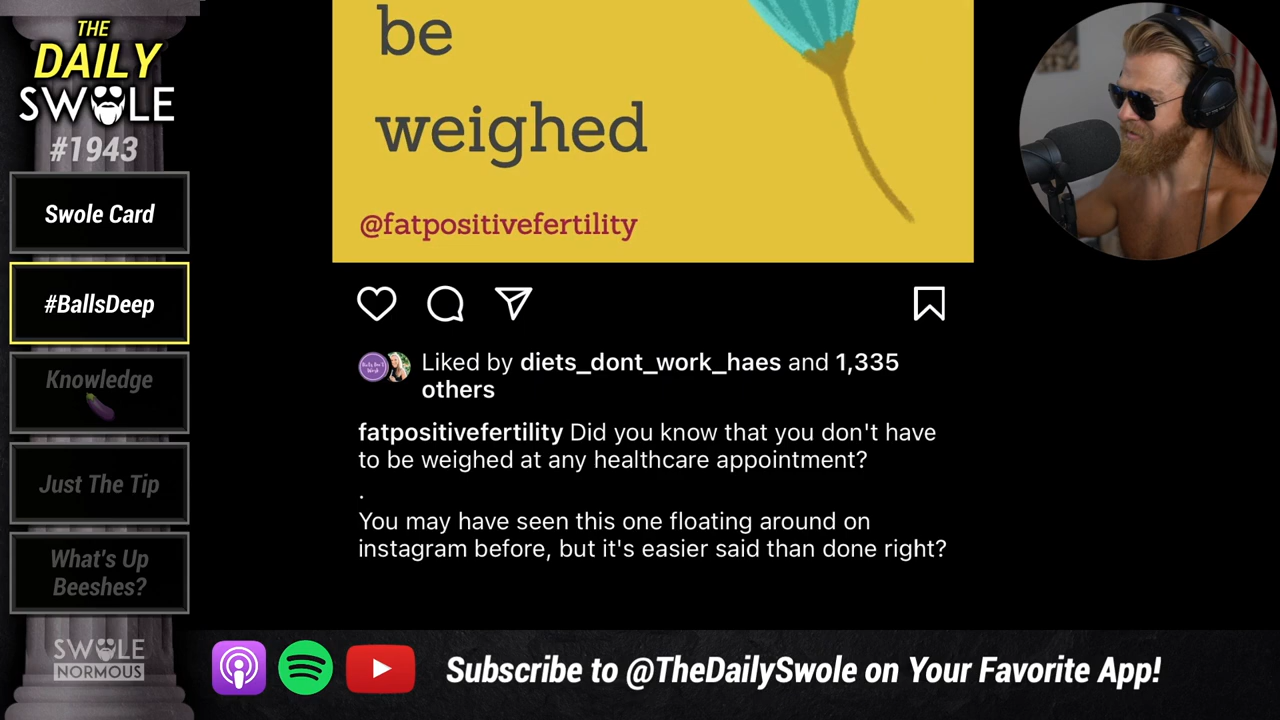 THE
DAILY
SWOLE
#1943
Swole Card
#BallsDeep
Knowledge
Just The Tip
What's Up
Beeshes?
SWOLE
NORMOUS
be
weighed
@fatpositivefertility
Liked by diets_dont_work_haes and 1,335
others
fatpositivefertility Did you know that you don't have
to be weighed at any healthcare appointment?
.
You may have seen this one floating around on
instagram before, but it's easier said than done right?
Subscribe to @TheDailySwole on Your Favorite App!